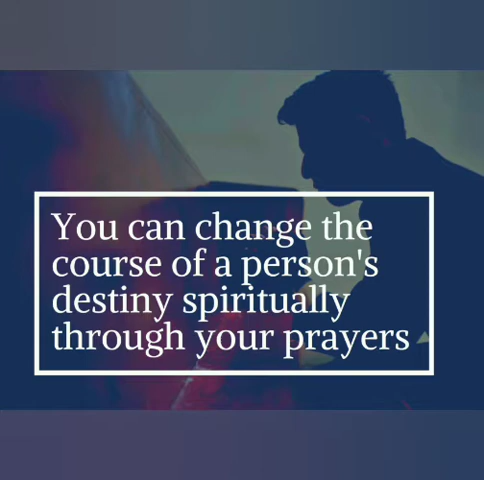 You can change the
course of a person's
destiny spiritually
through your prayers